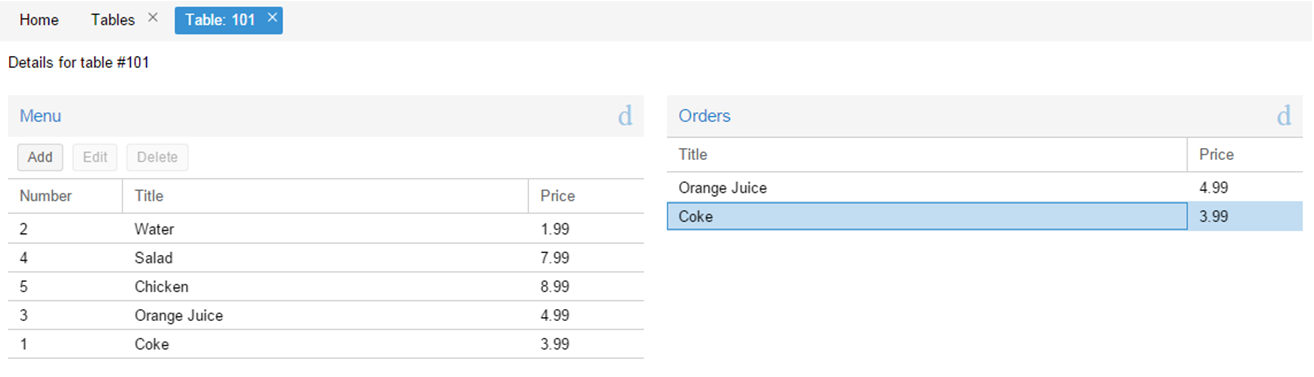 Home Tables × Table: 101 ×
Details for table #101
Menu d
Add Edit Delete
Number Title Price
2 Water 1.99
4 Salad 7.99
5 Chicken 8.99
3 Orange Juice 4.99
1 Coke 3.99
Orders d
Title Price
Orange Juice 4.99
Coke 3.99